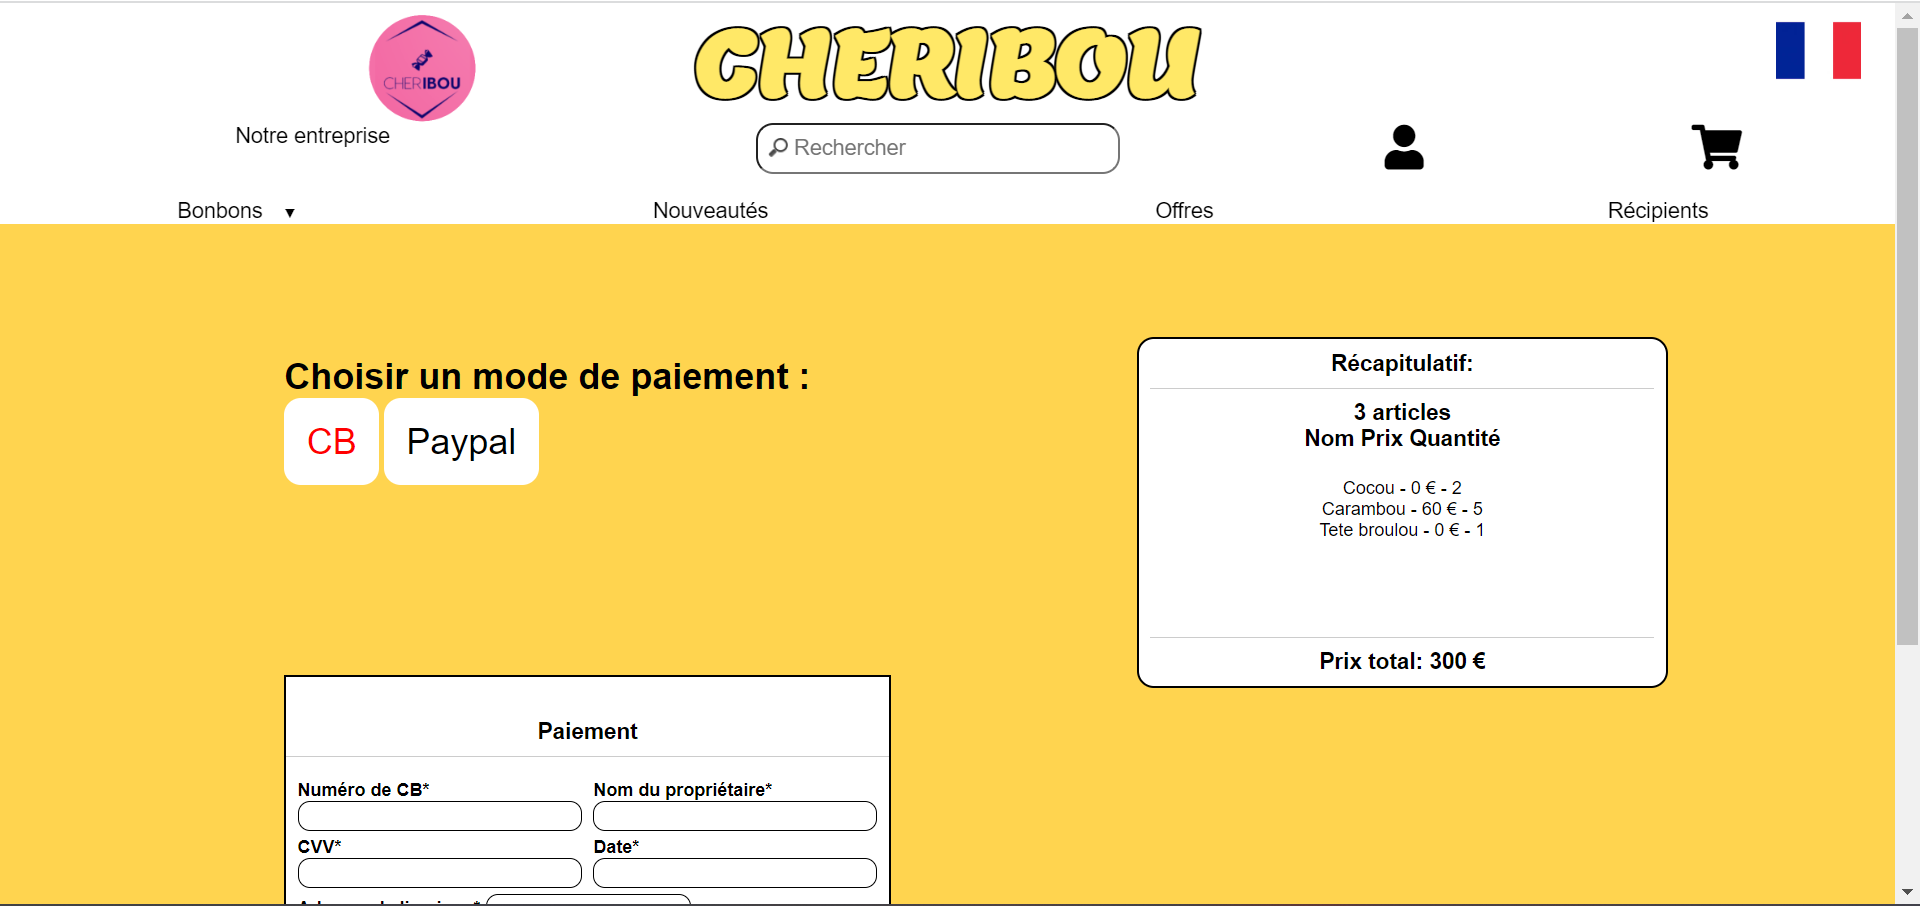 CHERIBOU
CHERIBOU
Notre entreprise
Rechercher
Bonbons ▼
Nouveautés
Offres
Récipients
Choisir un mode de paiement :
CB
Paypal
Récapitulatif:
3 articles
Nom Prix Quantité
Cocou - 0 € - 2
Carambou - 60 € - 5
Tete broulou - 0 € - 1
Prix total: 300 €
Paiement
Numéro de CB*
Nom du propriétaire*
CVV*
Date*